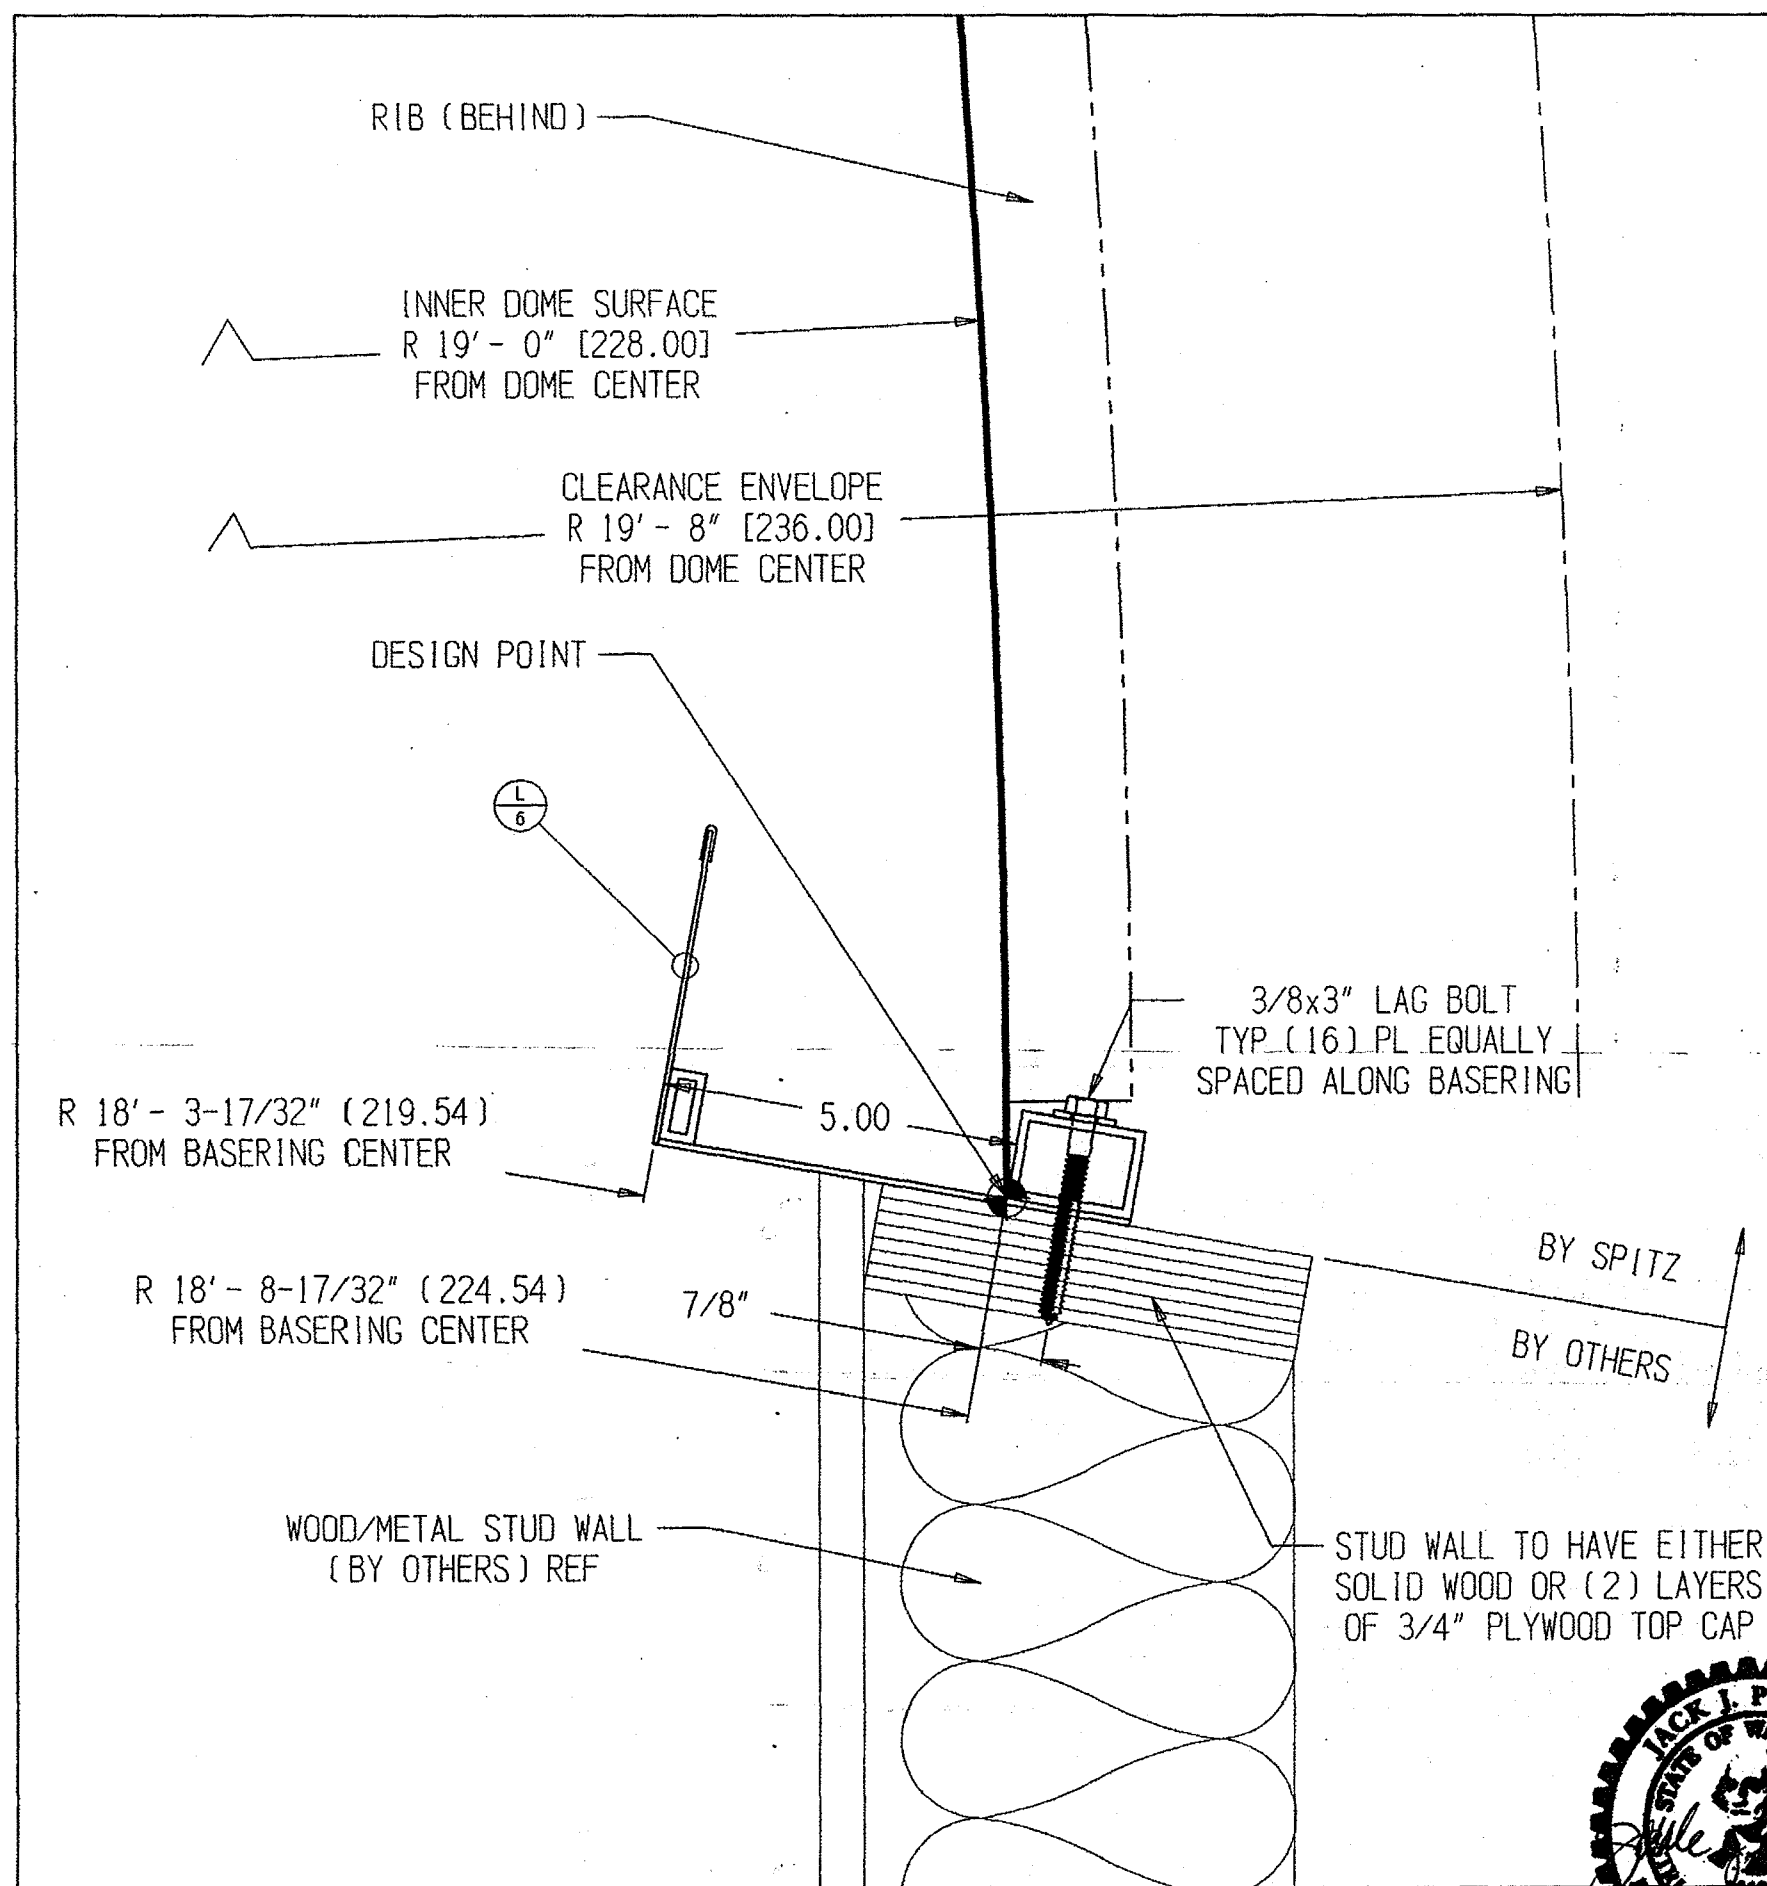 RIB (BEHIND)
INNER DOME SURFACE
R 19'- 0" [228.00]
FROM DOME CENTER
CLEARANCE ENVELOPE
R 19'- 8" [236.00]
FROM DOME CENTER
DESIGN POINT
L
6
3/8x3" LAG BOLT
TYP (16) PL EQUALLY
SPACED ALONG BASERING
5.00
R 18'- 3-17/32" (219.54)
FROM BASERING CENTER
R 18'- 8-17/32" (224.54)
FROM BASERING CENTER
7/8"
BY SPITZ
BY OTHERS
WOOD/METAL STUD WALL
(BY OTHERS) REF
STUD WALL TO HAVE EITHER
SOLID WOOD OR (2) LAYERS
OF 3/4" PLYWOOD TOP CAP
JACK J. P
STATE OF WA